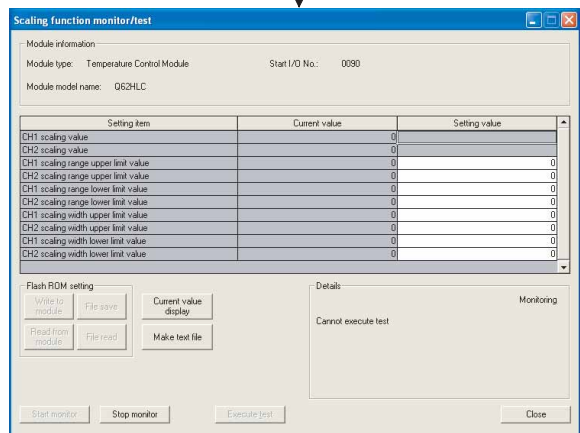 Scaling function monitor/test
Module information
Module type: Temperature Control Module Start I/O No.: 0090
Module model name: Q62HLC
Setting item Current value Setting value
CH1 scaling value 0
CH2 scaling value 0
CH1 scaling range upper limit value 0 0
CH2 scaling range upper limit value 0 0
CH1 scaling range lower limit value 0 0
CH2 scaling range lower limit value 0 0
CH1 scaling width upper limit value 0 0
CH2 scaling width upper limit value 0 0
CH1 scaling width lower limit value 0 0
CH2 scaling width lower limit value 0 0
Flash ROM setting
Write to
module
File save
Current value
display
Read from
module
File read
Make text file
Details
Monitoring
Cannot execute test
Start monitor Stop monitor Execute test Close